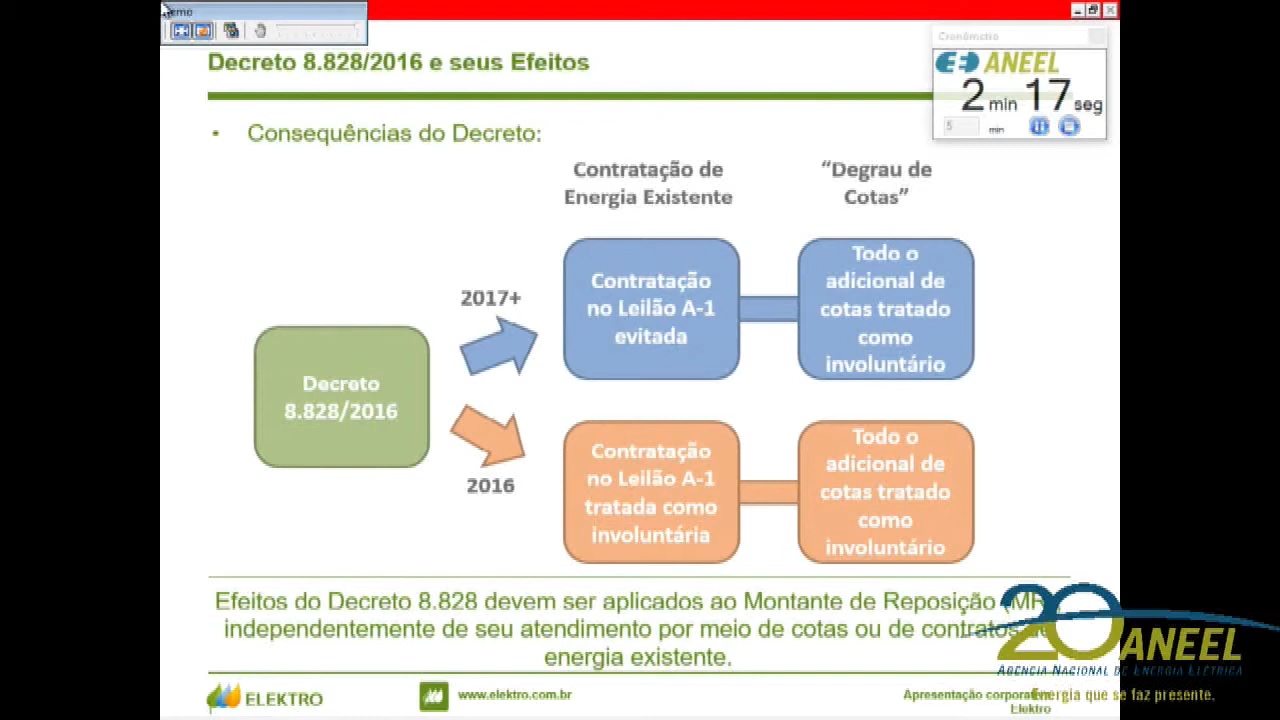 Cronômetro
ANEEL
2 min 17 seg
5 min
Decreto 8.828/2016 e seus Efeitos
• Consequências do Decreto:
Contratação de
Energia Existente
“Degrau de
Cotas”
2017+
Contratação
no Leilão A-1
evitada
Todo o
adicional de
cotas tratado
como
involuntário
Decreto
8.828/2016
2016
Contratação
no Leilão A-1
tratada como
involuntária
Todo o
adicional de
cotas tratado
como
involuntário
Efeitos do Decreto 8.828 devem ser aplicados ao Montante de Reposição
independentemente de seu atendimento por meio de cotas ou de contratos
energia existente.
ELEKTRO
www.elektro.com.br
Apresentação
Elektro
20 ANEEL
AGÊNCIA NACIONAL DE ENERGIA ELÉTRICA
Energia que se faz presente.